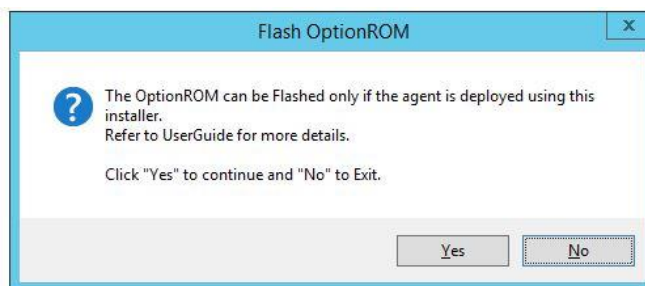 Flash OptionROM
x
The OptionROM can be Flashed only if the agent is deployed using this
installer.
Refer to UserGuide for more details.
Click "Yes" to continue and "No" to Exit.
Yes
No